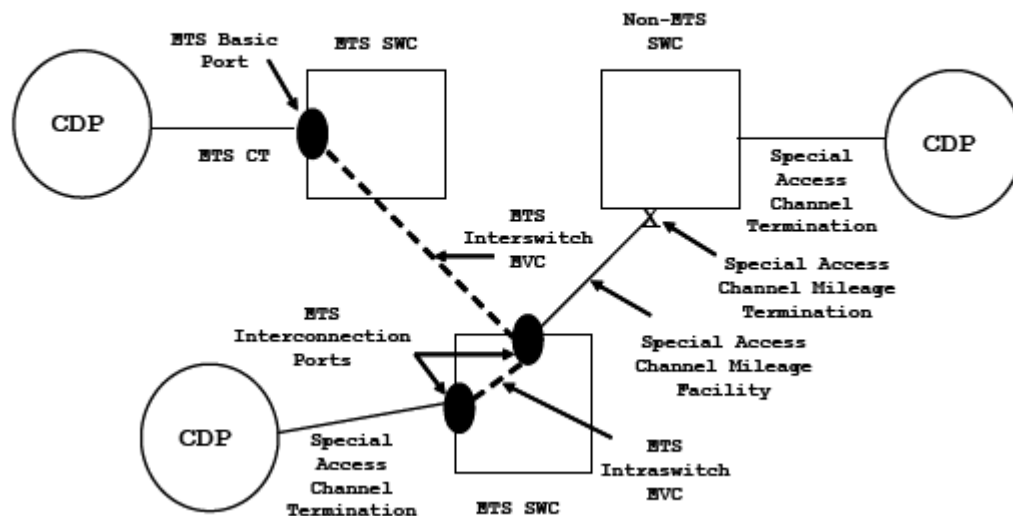 ETS Basic
Port
ETS SWC
Non-ETS
SWC
CDP
ETS CT
CDP
Special
Access
Channel
Termination
ETS
Interswitch
EVC
X
Special Access
Channel Mileage
Termination
ETS
Interconnection
Ports
Special Access
Channel Mileage
Facility
CDP
Special
Access
Channel
Termination
ETS
Intraswitch
EVC
ETS SWC